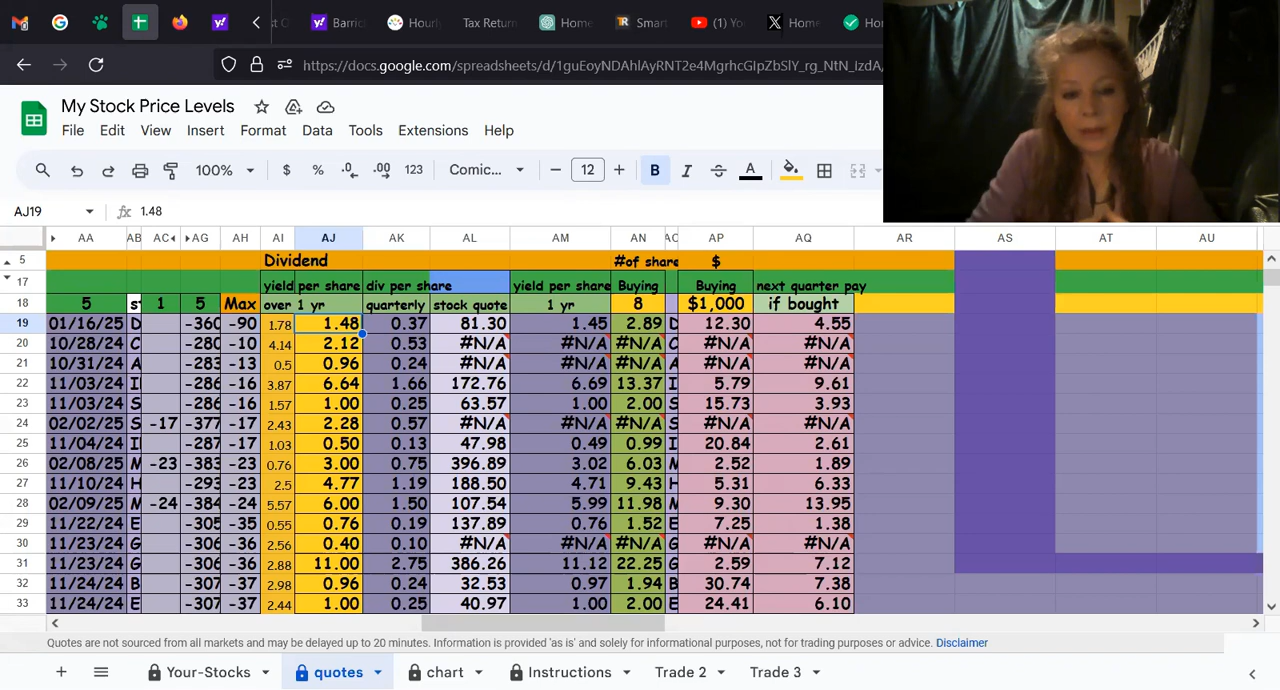 Barric
Hourly
Tax Return
Home
Smart
(1) Yo
Home
Ho
https://docs.google.com/spreadsheets/d/1guEoyNDAhlAyRNT2e4MgrhcGIpZbSlY_rg_NtN_izdA/
My Stock Price Levels
File Edit View Insert Format Data Tools Extensions Help
100% $ % .0 .00 123 Comic... 12 B I A
AJ19 fx 1.48
AA AB AC AG AH AI AJ AK AL AM AN AP AQ AR AS AT AU
5 Dividend #of share $
17 yield per share div per share yield per share Buying Buying next quarter pay
18 5 st 1 5 Max over 1 yr quarterly stock quote 1 yr 8 $1,000 if bought
19 01/16/25 D -360 -90 1.78 1.48 0.37 81.30 1.45 2.89 D 12.30 4.55
20 10/28/24 C -280 -10 4.14 2.12 0.53 #N/A #N/A #N/A C #N/A #N/A
21 10/31/24 A -283 -13 0.5 0.96 0.24 #N/A #N/A #N/A A #N/A #N/A
22 11/03/24 I -286 -16 3.87 6.64 1.66 172.76 6.69 13.37 I 5.79 9.61
23 11/03/24 S -286 -16 1.57 1.00 0.25 63.57 1.00 2.00 S 15.73 3.93
24 02/02/25 S -17 -377 -17 2.43 2.28 0.57 #N/A #N/A #N/A S #N/A #N/A
25 11/04/24 I -287 -17 1.03 0.50 0.13 47.98 0.49 0.99 I 20.84 2.61
26 02/08/25 M -23 -383 -23 0.76 3.00 0.75 396.89 3.02 6.03 M 2.52 1.89
27 11/10/24 H -293 -23 2.5 4.77 1.19 188.50 4.71 9.43 H 5.31 6.33
28 02/09/25 M -24 -384 -24 5.57 6.00 1.50 107.54 5.99 11.98 M 9.30 13.95
29 11/22/24 E -305 -35 0.55 0.76 0.19 137.89 0.76 1.52 E 7.25 1.38
30 11/23/24 G -306 -36 2.56 0.40 0.10 #N/A #N/A #N/A G #N/A #N/A
31 11/23/24 G -306 -36 2.88 11.00 2.75 386.26 11.12 22.25 G 2.59 7.12
32 11/24/24 B -307 -37 2.98 0.96 0.24 32.53 0.97 1.94 B 30.74 7.38
33 11/24/24 E -307 -37 2.44 1.00 0.25 40.97 1.00 2.00 E 24.41 6.10
Quotes are not sourced from all markets and may be delayed up to 20 minutes. Information is provided 'as is' and solely for informational purposes, not for trading purposes or advice. Disclaimer
Your-Stocks quotes chart Instructions Trade 2 Trade 3